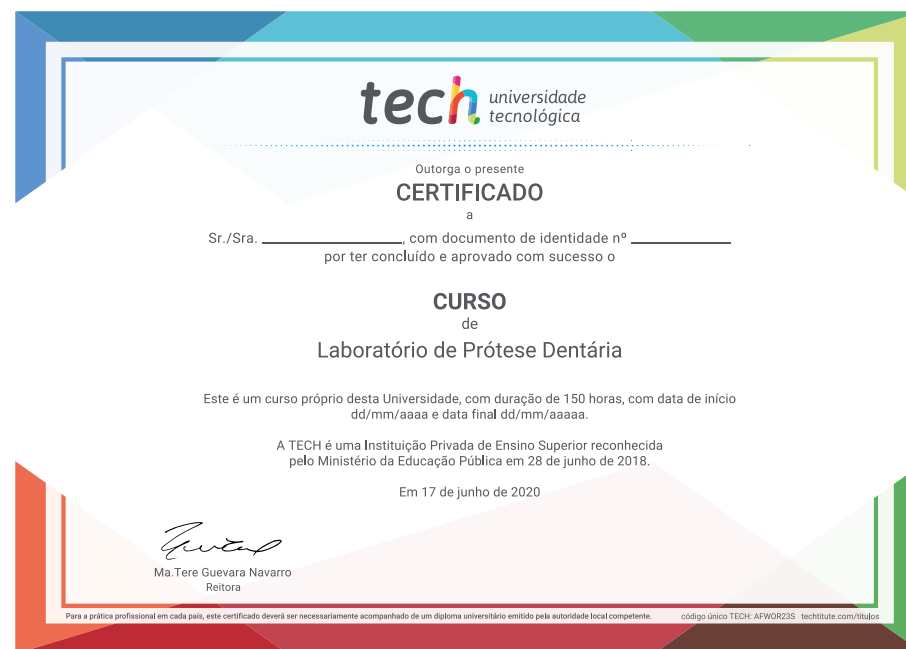 tech universidade
tecnológica
Outorga o presente
CERTIFICADO
a
Sr./Sra. ____________, com documento de identidade nº ____________
por ter concluído e aprovado com sucesso o
CURSO
de
Laboratório de Prótese Dentária
Este é um curso próprio desta Universidade, com duração de 150 horas, com data de início
dd/mm/aaaa e data final dd/mm/aaaaa.
A TECH é uma Instituição Privada de Ensino Superior reconhecida
pelo Ministério da Educação Pública em 28 de junho de 2018.
Em 17 de junho de 2020
Ma.Tere Guevara Navarro
Reitora
Para a prática profissional em cada país, este certificado deverá ser necessariamente acompanhado de um diploma universitário emitido pela autoridade local competente. código único TECH: AFWOR23S techtitute.com/titulos